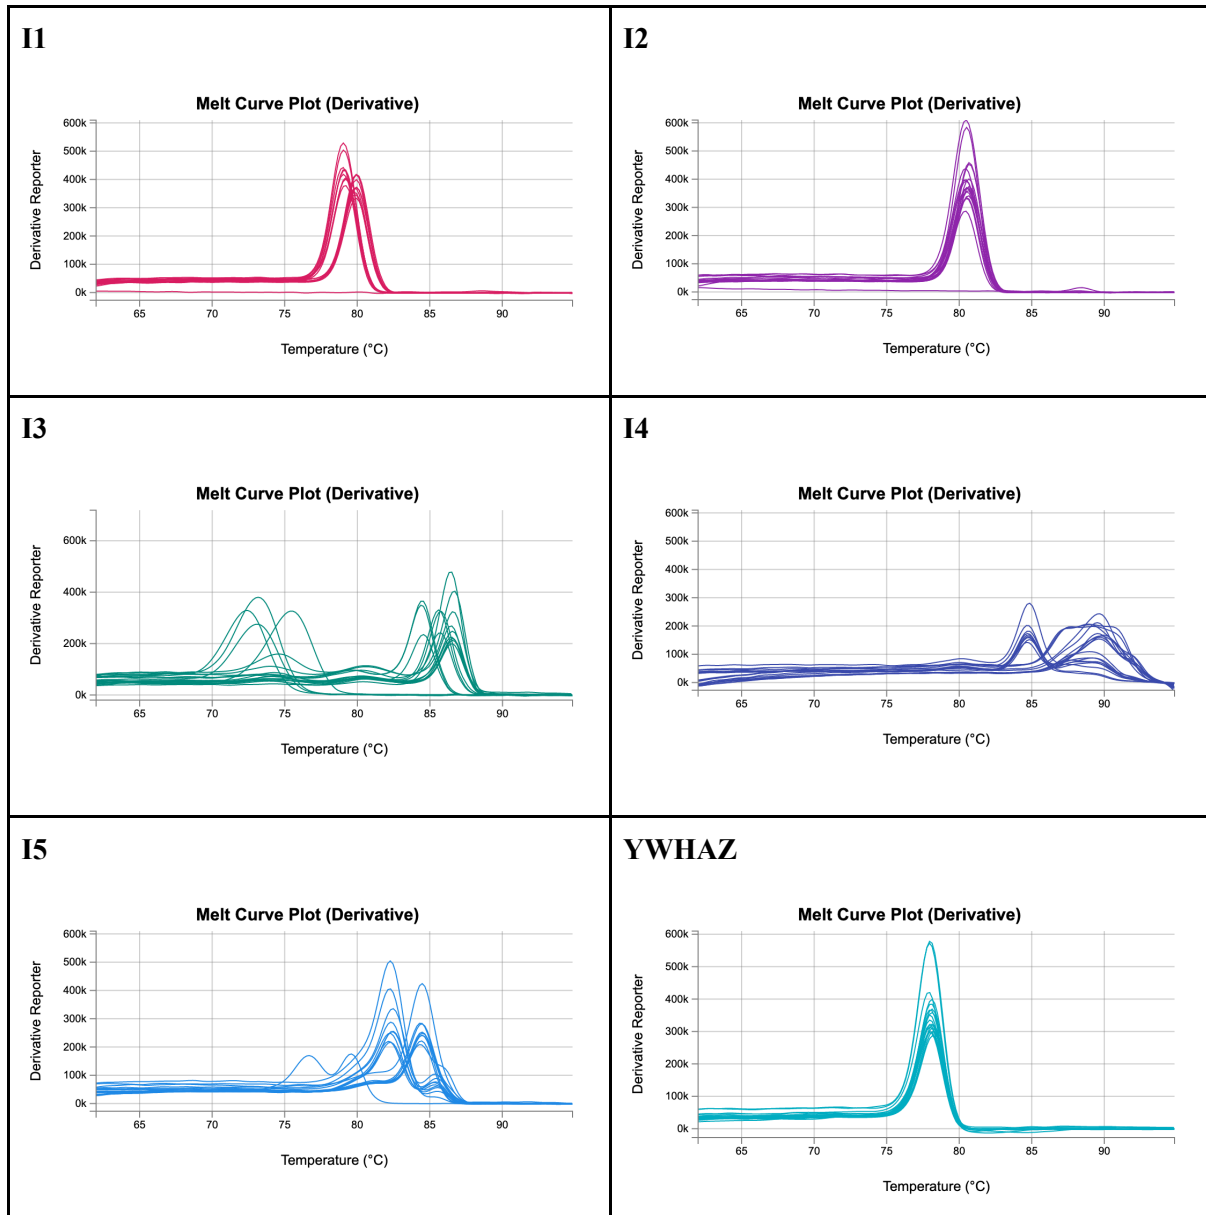 I1
Melt Curve Plot (Derivative)
600k
500k
400k
300k
200k
100k
0k
Derivative Reporter
65 70 75 80 85 90
Temperature (°C)
I2
Melt Curve Plot (Derivative)
600k
500k
400k
300k
200k
100k
0k
Derivative Reporter
65 70 75 80 85 90
Temperature (°C)
I3
Melt Curve Plot (Derivative)
600k
400k
200k
0k
Derivative Reporter
65 70 75 80 85 90
Temperature (°C)
I4
Melt Curve Plot (Derivative)
600k
500k
400k
300k
200k
100k
0k
Derivative Reporter
65 70 75 80 85 90
Temperature (°C)
I5
Melt Curve Plot (Derivative)
600k
500k
400k
300k
200k
100k
0k
Derivative Reporter
65 70 75 80 85 90
Temperature (°C)
YWHAZ
Melt Curve Plot (Derivative)
600k
500k
400k
300k
200k
100k
0k
Derivative Reporter
65 70 75 80 85 90
Temperature (°C)